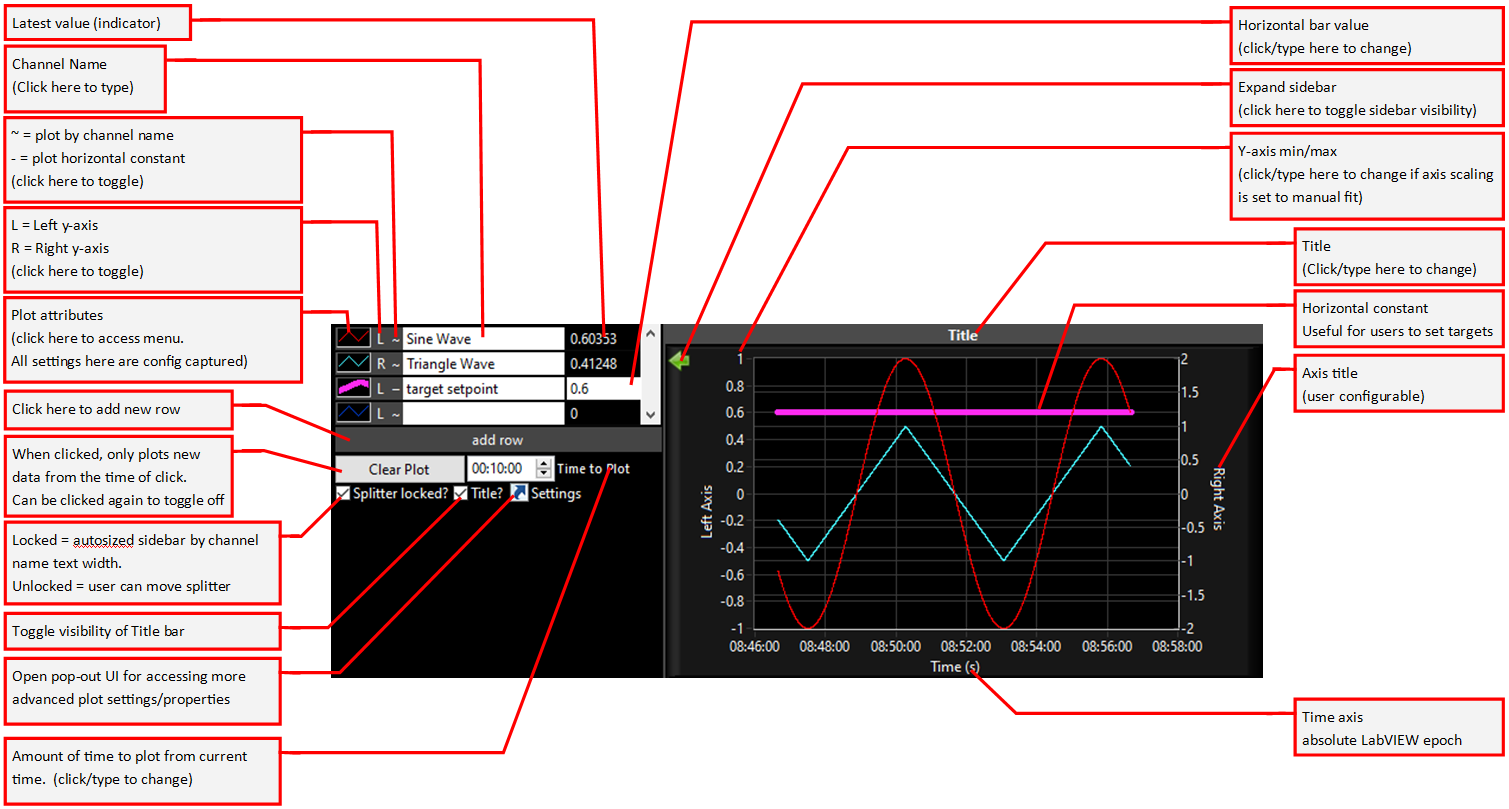 Latest value (indicator)
Channel Name
(Click here to type)
~ = plot by channel name
- = plot horizontal constant
(click here to toggle)
L = Left y-axis
R = Right y-axis
(click here to toggle)
Plot attributes
(click here to access menu.
All settings here are config captured)
Click here to add new row
When clicked, only plots new
data from the time of click.
Can be clicked again to toggle off
Locked = autosized sidebar by channel
name text width.
Unlocked = user can move splitter
Toggle visibility of Title bar
Open pop-out UI for accessing more
advanced plot settings/properties
Amount of time to plot from current
time.  (click/type to change)
L ~ Sine Wave 0.60353
R ~ Triangle Wave 0.41248
L – target setpoint 0.6
L ~ 0
add row
Clear Plot 00:10:00 Time to Plot
Splitter locked? Title? Settings
Title
Left Axis
1
0.8
0.6
0.4
0.2
0
-0.2
-0.4
-0.6
-0.8
-1
2
1.5
1
0.5
0
-0.5
-1
-1.5
-2
Right Axis
08:46:00 08:48:00 08:50:00 08:52:00 08:54:00 08:56:00 08:58:00
Time (s)
Horizontal bar value
(click/type here to change)
Expand sidebar
(click here to toggle sidebar visibility)
Y-axis min/max
(click/type here to change if axis scaling
is set to manual fit)
Title
(Click/type here to change)
Horizontal constant
Useful for users to set targets
Axis title
(user configurable)
Time axis
absolute LabVIEW epoch